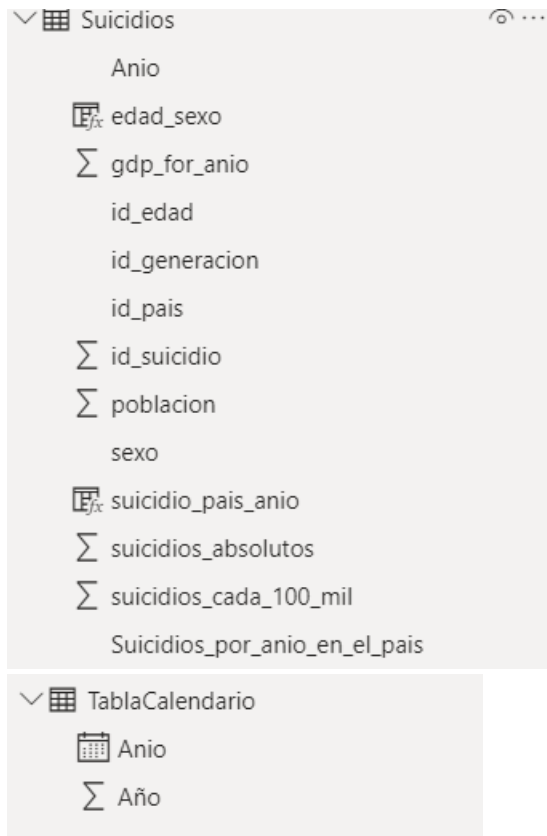 Suicidios
Anio
edad_sexo
gdp_for_anio
id_edad
id_generacion
id_pais
id_suicidio
poblacion
sexo
suicidio_pais_anio
suicidios_absolutos
suicidios_cada_100_mil
Suicidios_por_anio_en_el_pais
TablaCalendario
Anio
Año